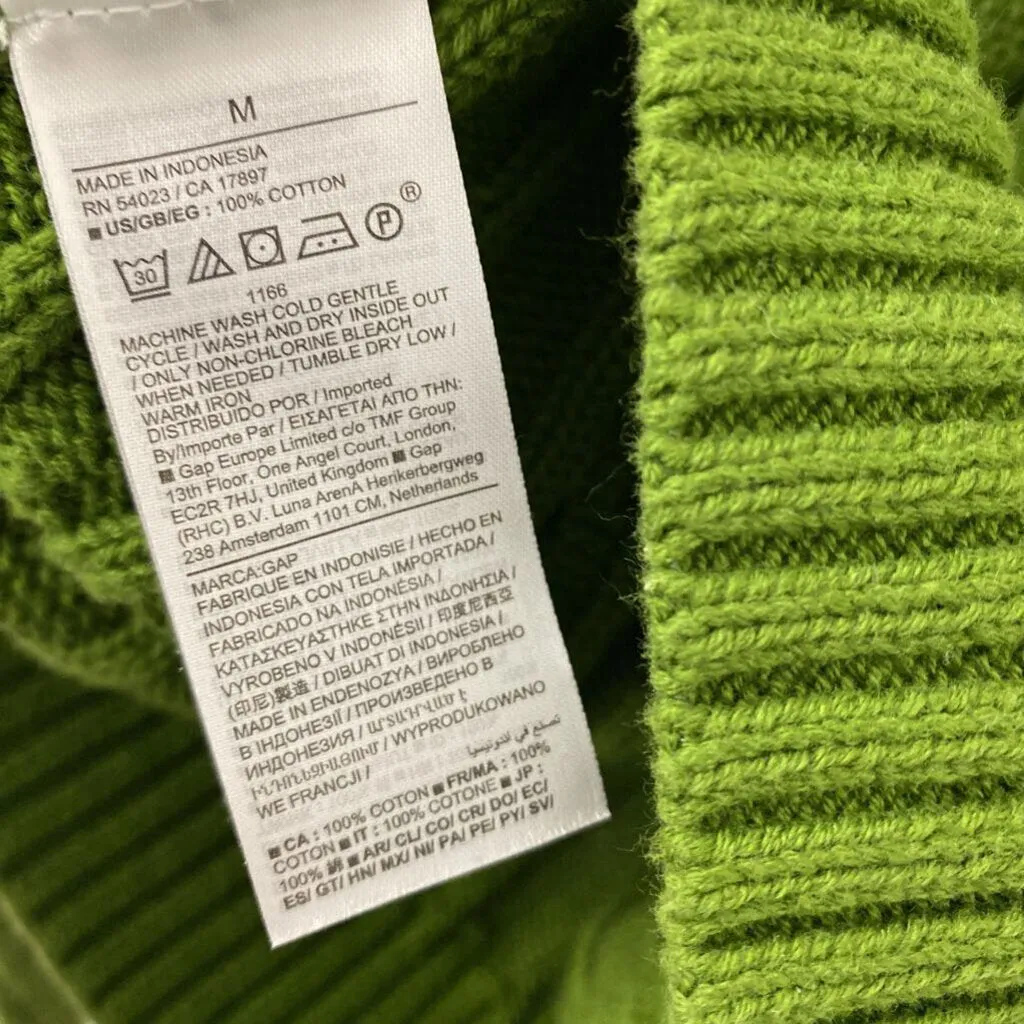 M
MADE IN INDONESIA
RN 54023 / CA 17897
■ US/GB/EG : 100% COTTON
30 P ®
1166
MACHINE WASH COLD GENTLE
CYCLE / WASH AND DRY INSIDE OUT
/ ONLY NON-CHLORINE BLEACH
WHEN NEEDED / TUMBLE DRY LOW /
WARM IRON
DISTRIBUIDO POR / Imported
By/Importe Par / ΕΙΣΑΓΕΤΑΙ ΑΠΟ ΤΗΝ:
■ Gap Europe Limited c/o TMF Group
13th Floor, One Angel Court, London,
EC2R 7HJ, United Kingdom ■ Gap
(RHC) B.V. Luna ArenA Herikerbergweg
238 Amsterdam 1101 CM, Netherlands
MARCA:GAP
FABRIQUE EN INDONISIE / HECHO EN
INDONESIA CON TELA IMPORTADA /
FABRICADO NA INDONÉSIA /
ΚΑΤΑΣΚΕΥΑΣΤΗΚΕ ΣΤΗΝ ΙΝΔΟΝΗΣΙΑ /
VYROBENO V INDONÉSII / 印度尼西亞
(印尼)製造 / DIBUAT DI INDONESIA /
MADE IN ENDENOZYA / ВИРОБЛЕНО
В ІНДОНЕЗІЇ / ПРОИЗВЕДЕНО В
ИНДОНЕЗИЯ / ԱՐՏԱԴՐՎԱԾ Է
ԻՆԴՈՆԵԶԻԱՅՈՒՄ / WYPRODUKOWANO
WE FRANCJI / تصنع في اندونيسيا
■ CA : 100% COTON ■ FR/MA : 100%
COTON ■ IT : 100% COTONE ■ JP :
100% 綿 ■ AR/ CL/ CO/ CR/ DO/ EC/
ES/ GT/ HN/ MX/ NI/ PA/ PE/ PY/ SV/